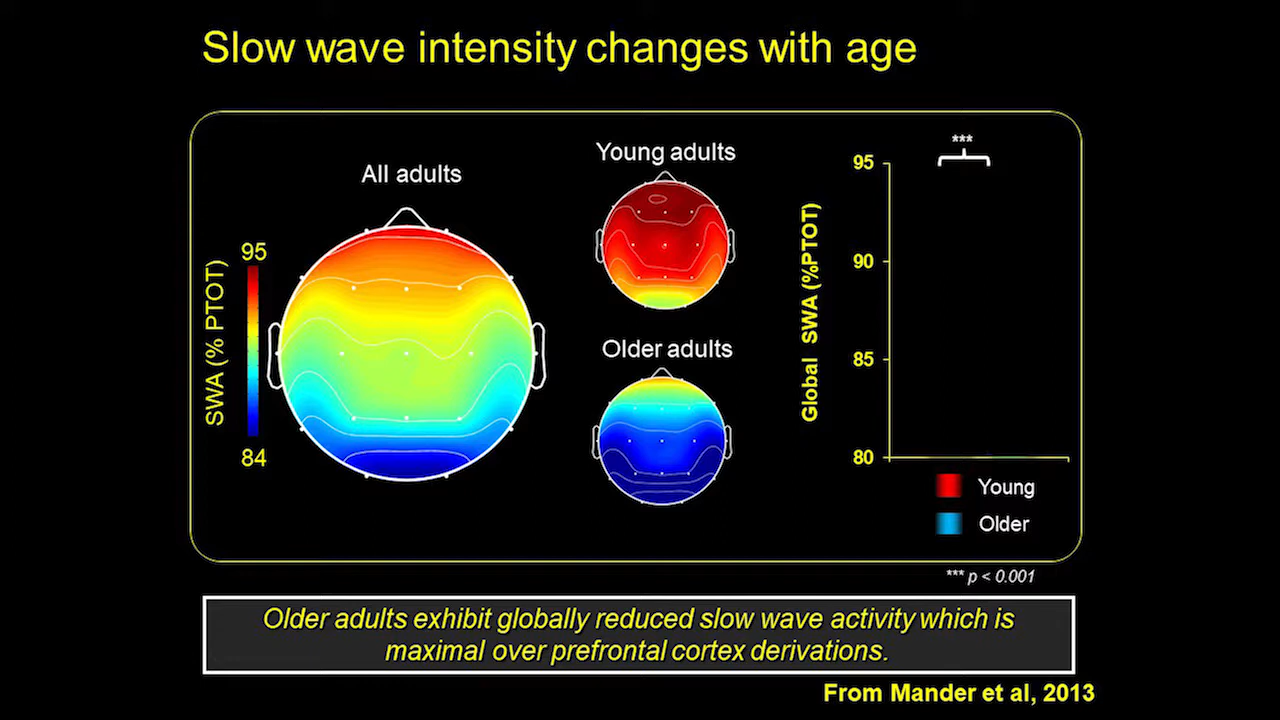 Slow wave intensity changes with age
All adults
SWA (% PTOT)
95
84
Young adults
Older adults
***
Global SWA (%PTOT)
95
90
85
80
Young
Older
*** p < 0.001
Older adults exhibit globally reduced slow wave activity which is
maximal over prefrontal cortex derivations.
From Mander et al, 2013